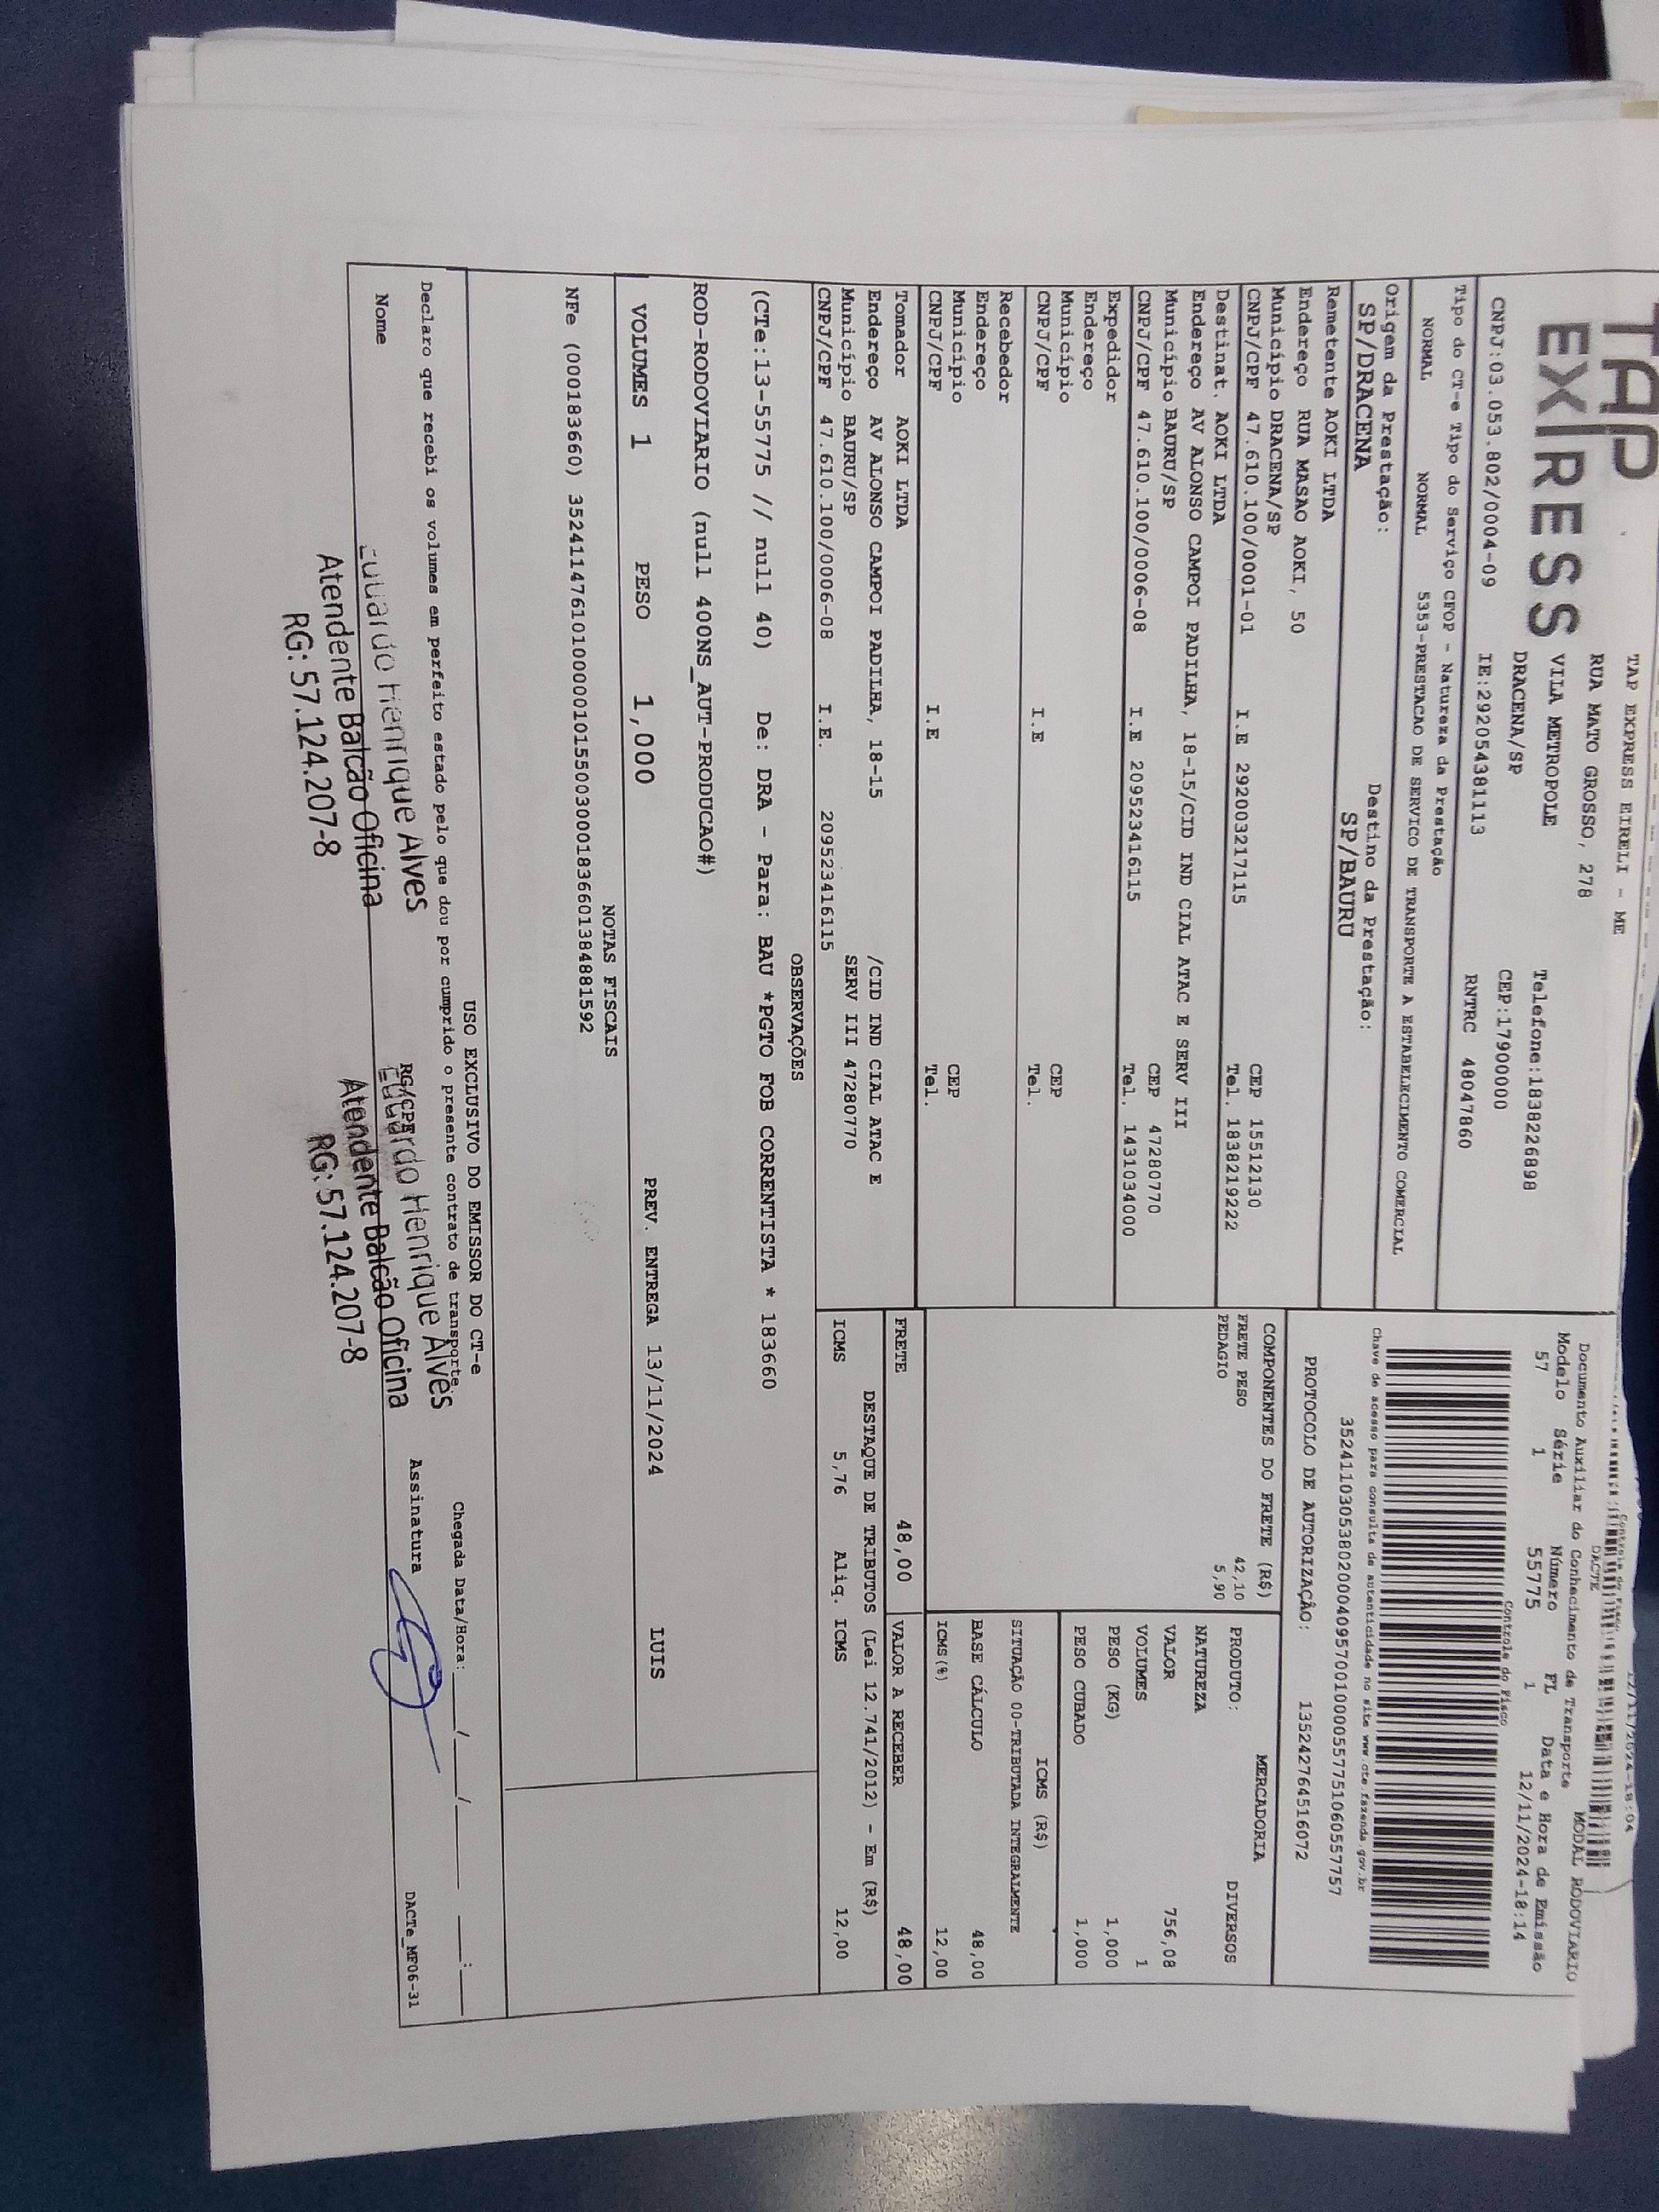 TAP
EXPRESS
TAP EXPRESS EIRELI - ME
RUA MATO GROSSO, 278
VILA METROPOLE
DRACENA/SP
Telefone:1838226898
CEP:17900000
CNPJ:03.053.802/0004-09 IE:292054381113 RNTRC 48047860
Tipo do CT-e Tipo do Serviço CFOP - Natureza da Prestação
NORMAL NORMAL 5353-PRESTACAO DE SERVICO DE TRANSPORTE A ESTABELECIMENTO COMERCIAL
Origem da Prestação: Destino da Prestação:
SP/DRACENA SP/BAURU
Controle do Fisco
DACTE
Documento Auxiliar do Conhecimento de Transporte MODAL RODOVIARIO
Modelo Série Número FL Data e Hora de Emissão
57 1 55775 1 12/11/2024-18:14
Controle do Fisco
Chave de acesso para consulta de autenticidade no site www.cte.fazenda.gov.br
PROTOCOLO DE AUTORIZAÇÃO: 135242764516072
Remetente AOKI LTDA
Endereço RUA MASAO AOKI, 50
Município DRACENA/SP CEP 15512130
CNPJ/CPF 47.610.100/0001-01 I.E 292003217115 Tel. 1838219222
Destinat. AOKI LTDA
Endereço AV ALONSO CAMPOI PADILHA, 18-15/CID IND CIAL ATAC E SERV III
Município BAURU/SP CEP 47280770
CNPJ/CPF 47.610.100/0006-08 I.E 209523416115 Tel. 1431034000
Expedidor
Endereço
Município CEP
CNPJ/CPF I.E Tel.
Recebedor
Endereço
Município CEP
CNPJ/CPF I.E Tel.
Tomador AOKI LTDA
Endereço AV ALONSO CAMPOI PADILHA, 18-15 /CID IND CIAL ATAC E
Município BAURU/SP SERV III 47280770
CNPJ/CPF 47.610.100/0006-08 I.E. 209523416115
COMPONENTES DO FRETE (R$)
FRETE PESO 42,10
PEDAGIO 5,90
MERCADORIA
PRODUTO: DIVERSOS
NATUREZA
VALOR 756,08
VOLUMES 1
PESO (KG) 1,000
PESO CUBADO 1,000
ICMS (R$)
SITUAÇÃO 00-TRIBUTADA INTEGRALMENTE
BASE CÁLCULO 48,00
ICMS(%) 12,00
FRETE 48,00 VALOR A RECEBER 48,00
DESTAQUE DE TRIBUTOS (Lei 12.741/2012) - Em (R$)
ICMS 5,76 Aliq. ICMS 12,00
OBSERVAÇÕES
(CTe:13-55775 // null 40) De: DRA - Para: BAU *PGTO FOB CORRENTISTA * 183660
ROD-RODOVIARIO (null 400NS_AUT-PRODUCAO#)
VOLUMES 1 PESO 1,000 PREV. ENTREGA 13/11/2024 LUIS
NOTAS FISCAIS
USO EXCLUSIVO DO EMISSOR DO CT-e
Declaro que recebi os volumes em perfeito estado pelo que dou por cumprido o presente contrato de transporte.
Chegada Data/Hora: ___/___/_____ ___:___
Nome RG/CPF Assinatura
Eduardo Henrique Alves
Atendente Balcão Oficina
RG: 57.124.207-8
Eduardo Henrique Alves
Atendente Balcão Oficina
RG: 57.124.207-8
DACTe_MF06-31